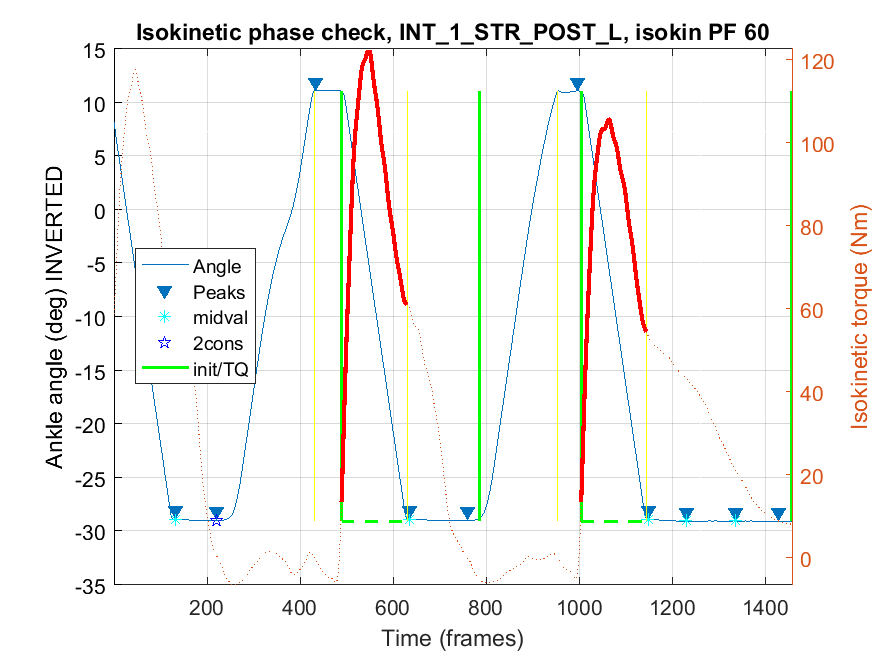 Isokinetic phase check, INT_1_STR_POST_L, isokin PF 60
Ankle angle (deg) INVERTED
15
10
5
0
-5
-10
-15
-20
-25
-30
-35
Angle
Peaks
midval
2cons
init/TQ
120
100
80
60
40
20
0
Isokinetic torque (Nm)
200 400 600 800 1000 1200 1400
Time (frames)